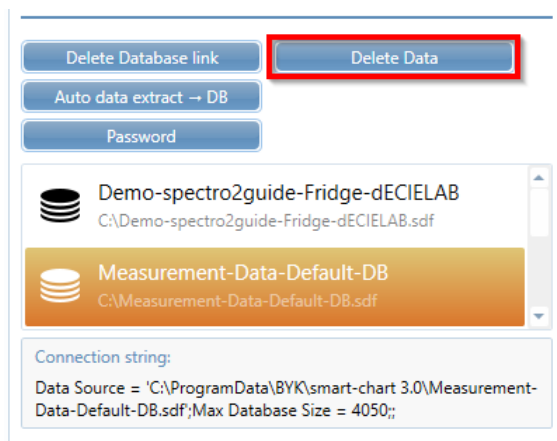 Delete Database link
Delete Data
Auto data extract → DB
Password
Demo-spectro2guide-Fridge-dECIELAB
C:\Demo-spectro2guide-Fridge-dECIELAB.sdf
Measurement-Data-Default-DB
C:\Measurement-Data-Default-DB.sdf
Connection string:
Data Source = 'C:\ProgramData\BYK\smart-chart 3.0\Measurement-
Data-Default-DB.sdf';Max Database Size = 4050;;